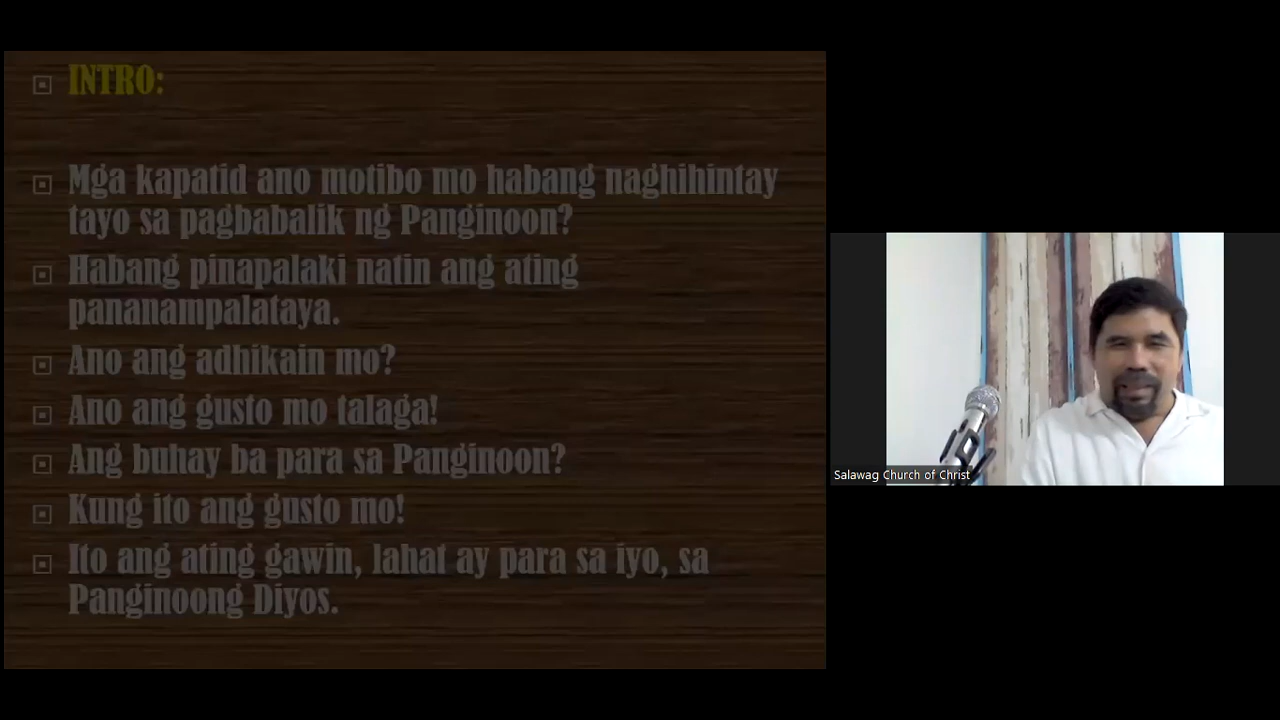 INTRO:
Mga kapatid ano motibo mo habang naghihintay
tayo sa pagbabalik ng Panginoon?
Habang pinapalaki natin ang ating
pananampalataya.
Ano ang adhikain mo?
Ano ang gusto mo talaga!
Ang buhay ba para sa Panginoon?
Kung ito ang gusto mo!
Ito ang ating gawin, lahat ay para sa iyo, sa
Panginoong Diyos.
Salawag Church of Christ